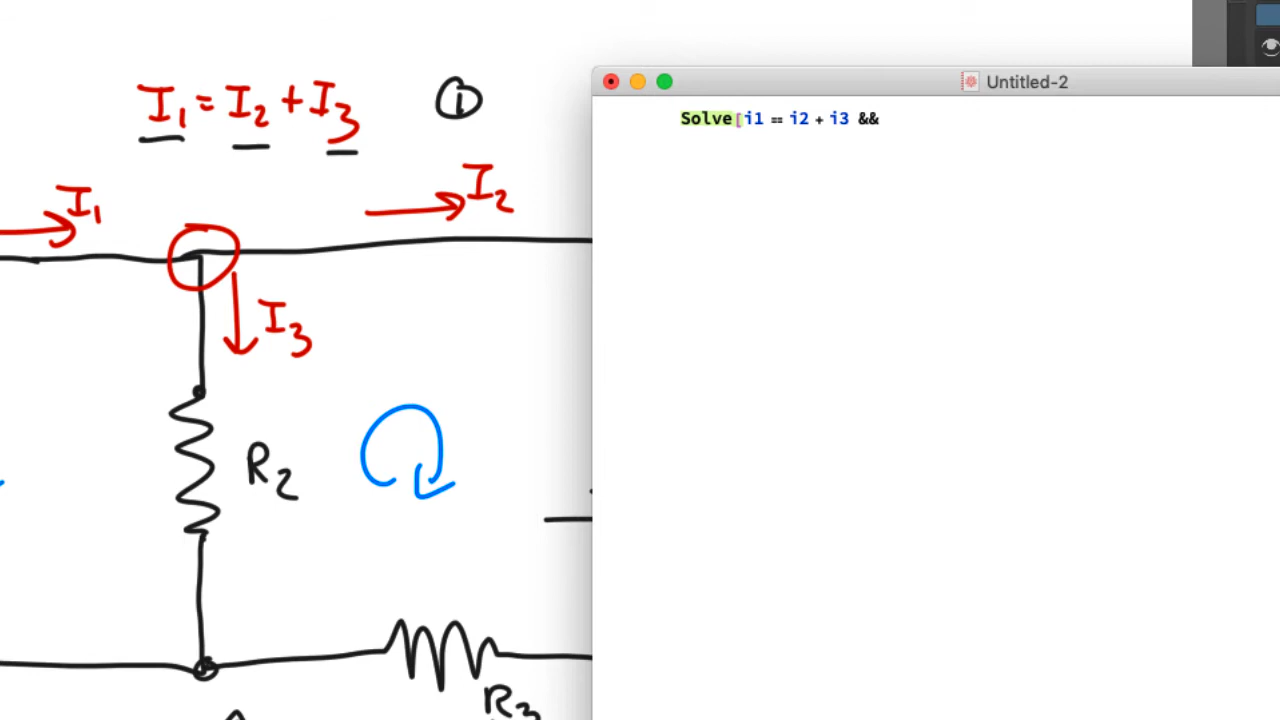 I₁ = I₂ + I₃ ①
I₁
I₂
I₃
R₂
R₃
Untitled-2
Solve[i1 == i2 + i3 &&